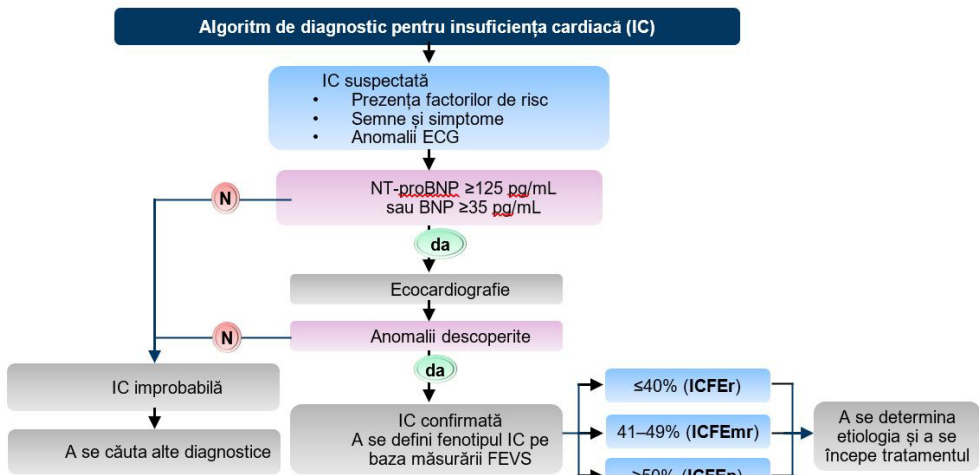 Algoritm de diagnostic pentru insuficiența cardiacă (IC)
IC suspectată
• Prezența factorilor de risc
• Semne și simptome
• Anomalii ECG
N
NT-proBNP ≥125 pg/mL
sau BNP ≥35 pg/mL
da
Ecocardiografie
N
Anomalii descoperite
da
IC improbabilă
A se căuta alte diagnostice
IC confirmată
A se defini fenotipul IC pe
baza măsurării FEVS
≤40% (ICFEr)
41–49% (ICFEmr)
≥50% (ICFEp)
A se determina
etiologia și a se
începe tratamentul